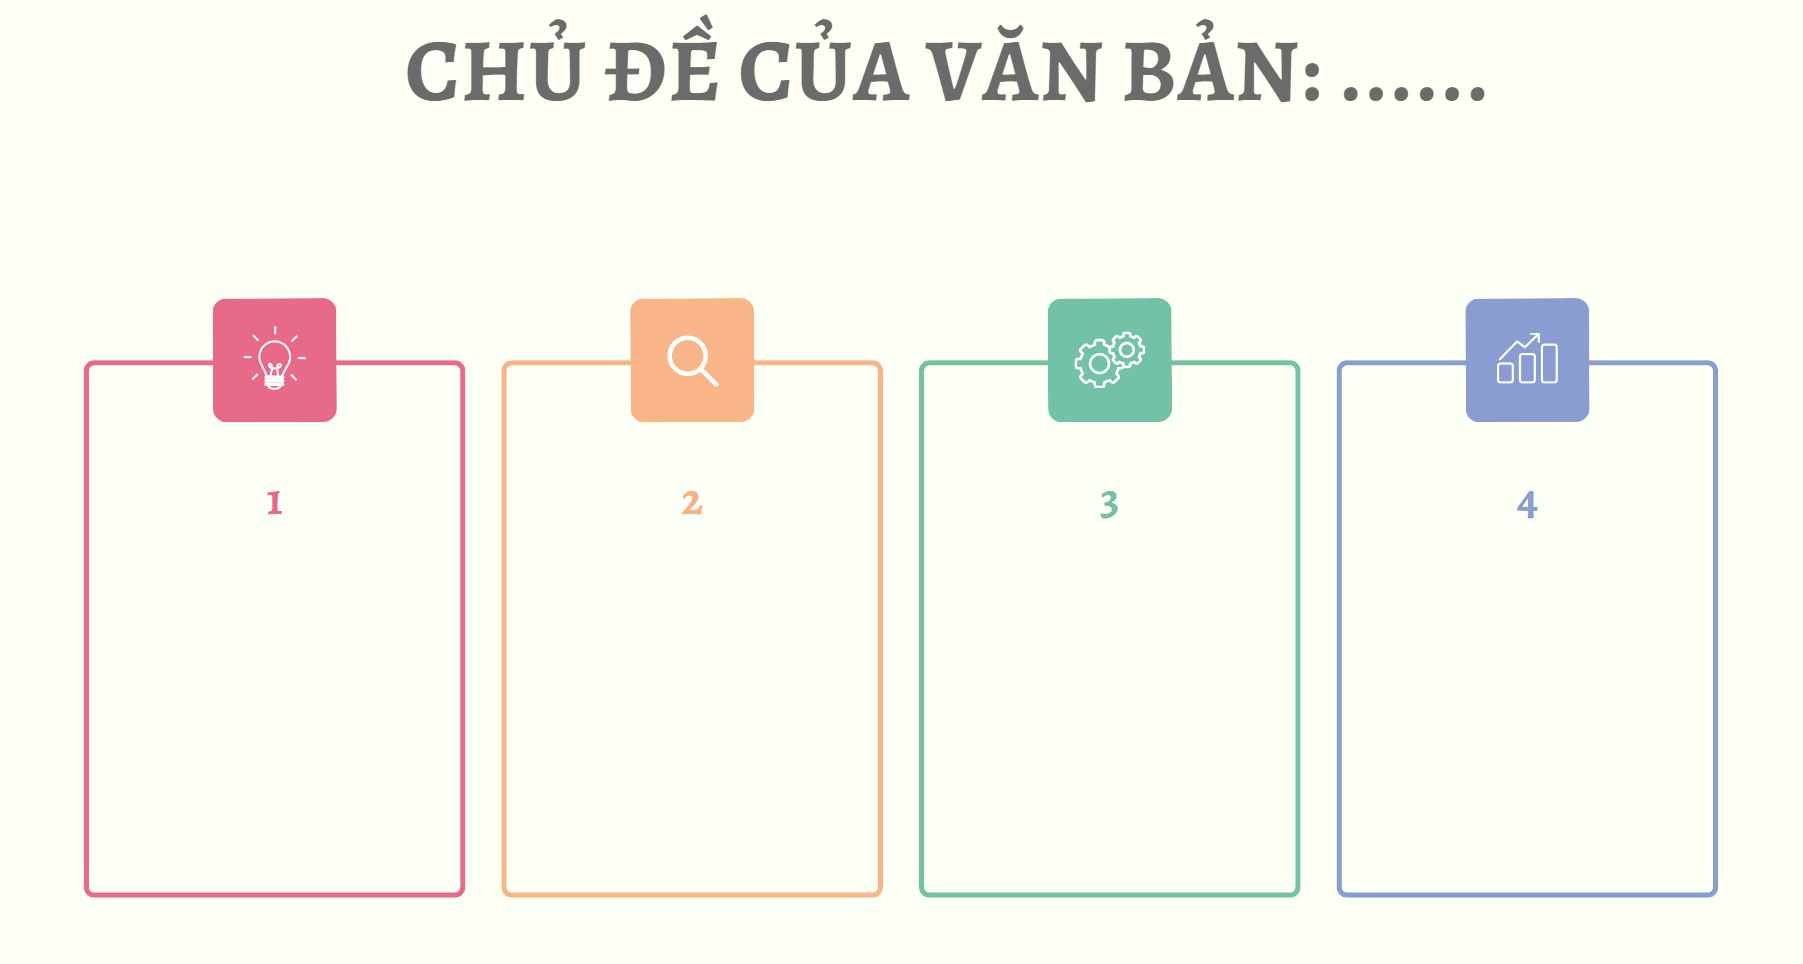 CHỦ ĐỀ CỦA VĂN BẢN: ......
1
2
3
4